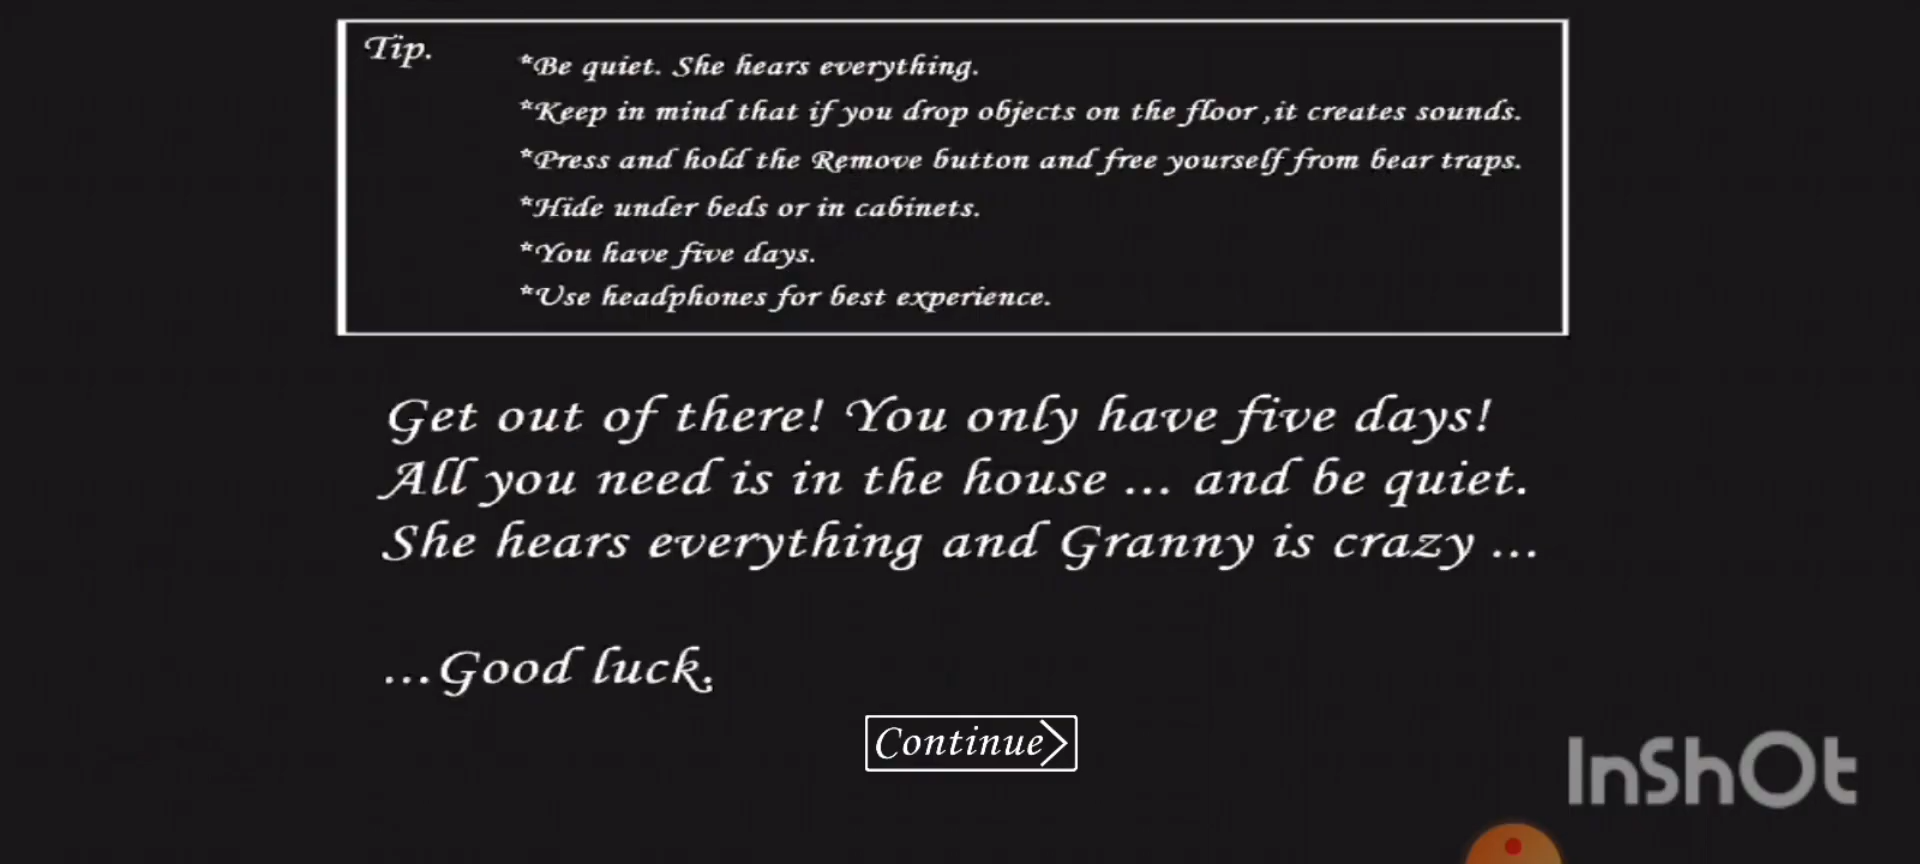 Tip.
*Be quiet. She hears everything.
*Keep in mind that if you drop objects on the floor ,it creates sounds.
*Press and hold the Remove button and free yourself from bear traps.
*Hide under beds or in cabinets.
*You have five days.
*Use headphones for best experience.
Get out of there! You only have five days!
All you need is in the house ... and be quiet.
She hears everything and Granny is crazy ...
...Good luck.
Continue>
InShOt